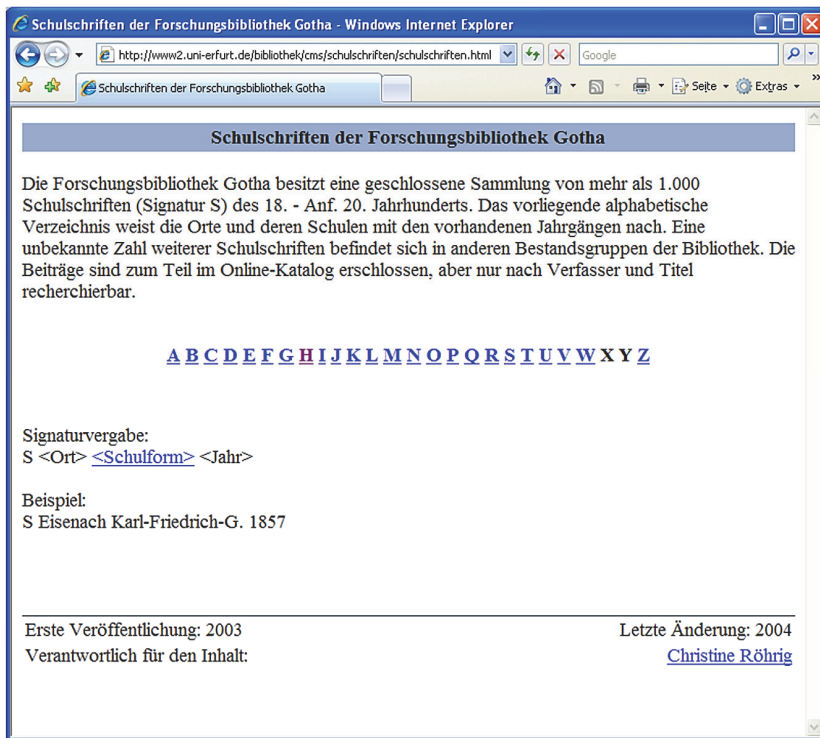 Schulschriften der Forschungsbibliothek Gotha - Windows Internet Explorer
http://www2.uni-erfurt.de/bibliothek/cms/schulschriften/schulschriften.html
Google
Schulschriften der Forschungsbibliothek Gotha
Seite
Extras
»
Schulschriften der Forschungsbibliothek Gotha
Die Forschungsbibliothek Gotha besitzt eine geschlossene Sammlung von mehr als 1.000
Schulschriften (Signatur S) des 18. - Anf. 20. Jahrhunderts. Das vorliegende alphabetische
Verzeichnis weist die Orte und deren Schulen mit den vorhandenen Jahrgängen nach. Eine
unbekannte Zahl weiterer Schulschriften befindet sich in anderen Bestandsgruppen der Bibliothek. Die
Beiträge sind zum Teil im Online-Katalog erschlossen, aber nur nach Verfasser und Titel
recherchierbar.
A B C D E F G H I J K L M N O P Q R S T U V W X Y Z
Signaturvergabe:
S <Ort> <Schulform> <Jahr>
Beispiel:
S Eisenach Karl-Friedrich-G. 1857
Erste Veröffentlichung: 2003
Letzte Änderung: 2004
Verantwortlich für den Inhalt:
Christine Röhrig